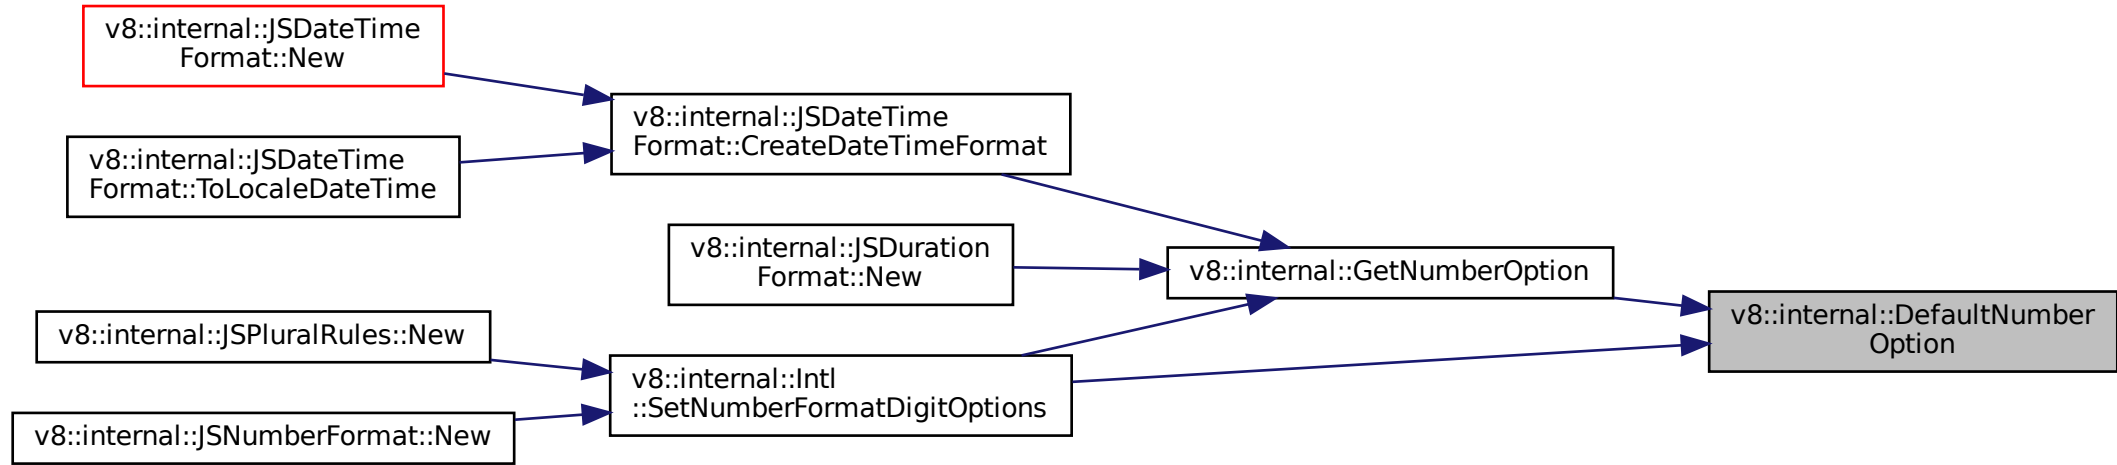 v8::internal::JSDateTime
Format::New
v8::internal::JSDateTime
Format::CreateDateTimeFormat
v8::internal::JSDateTime
Format::ToLocaleDateTime
v8::internal::JSDuration
Format::New
v8::internal::GetNumberOption
v8::internal::DefaultNumber
Option
v8::internal::JSPluralRules::New
v8::internal::Intl
::SetNumberFormatDigitOptions
v8::internal::JSNumberFormat::New